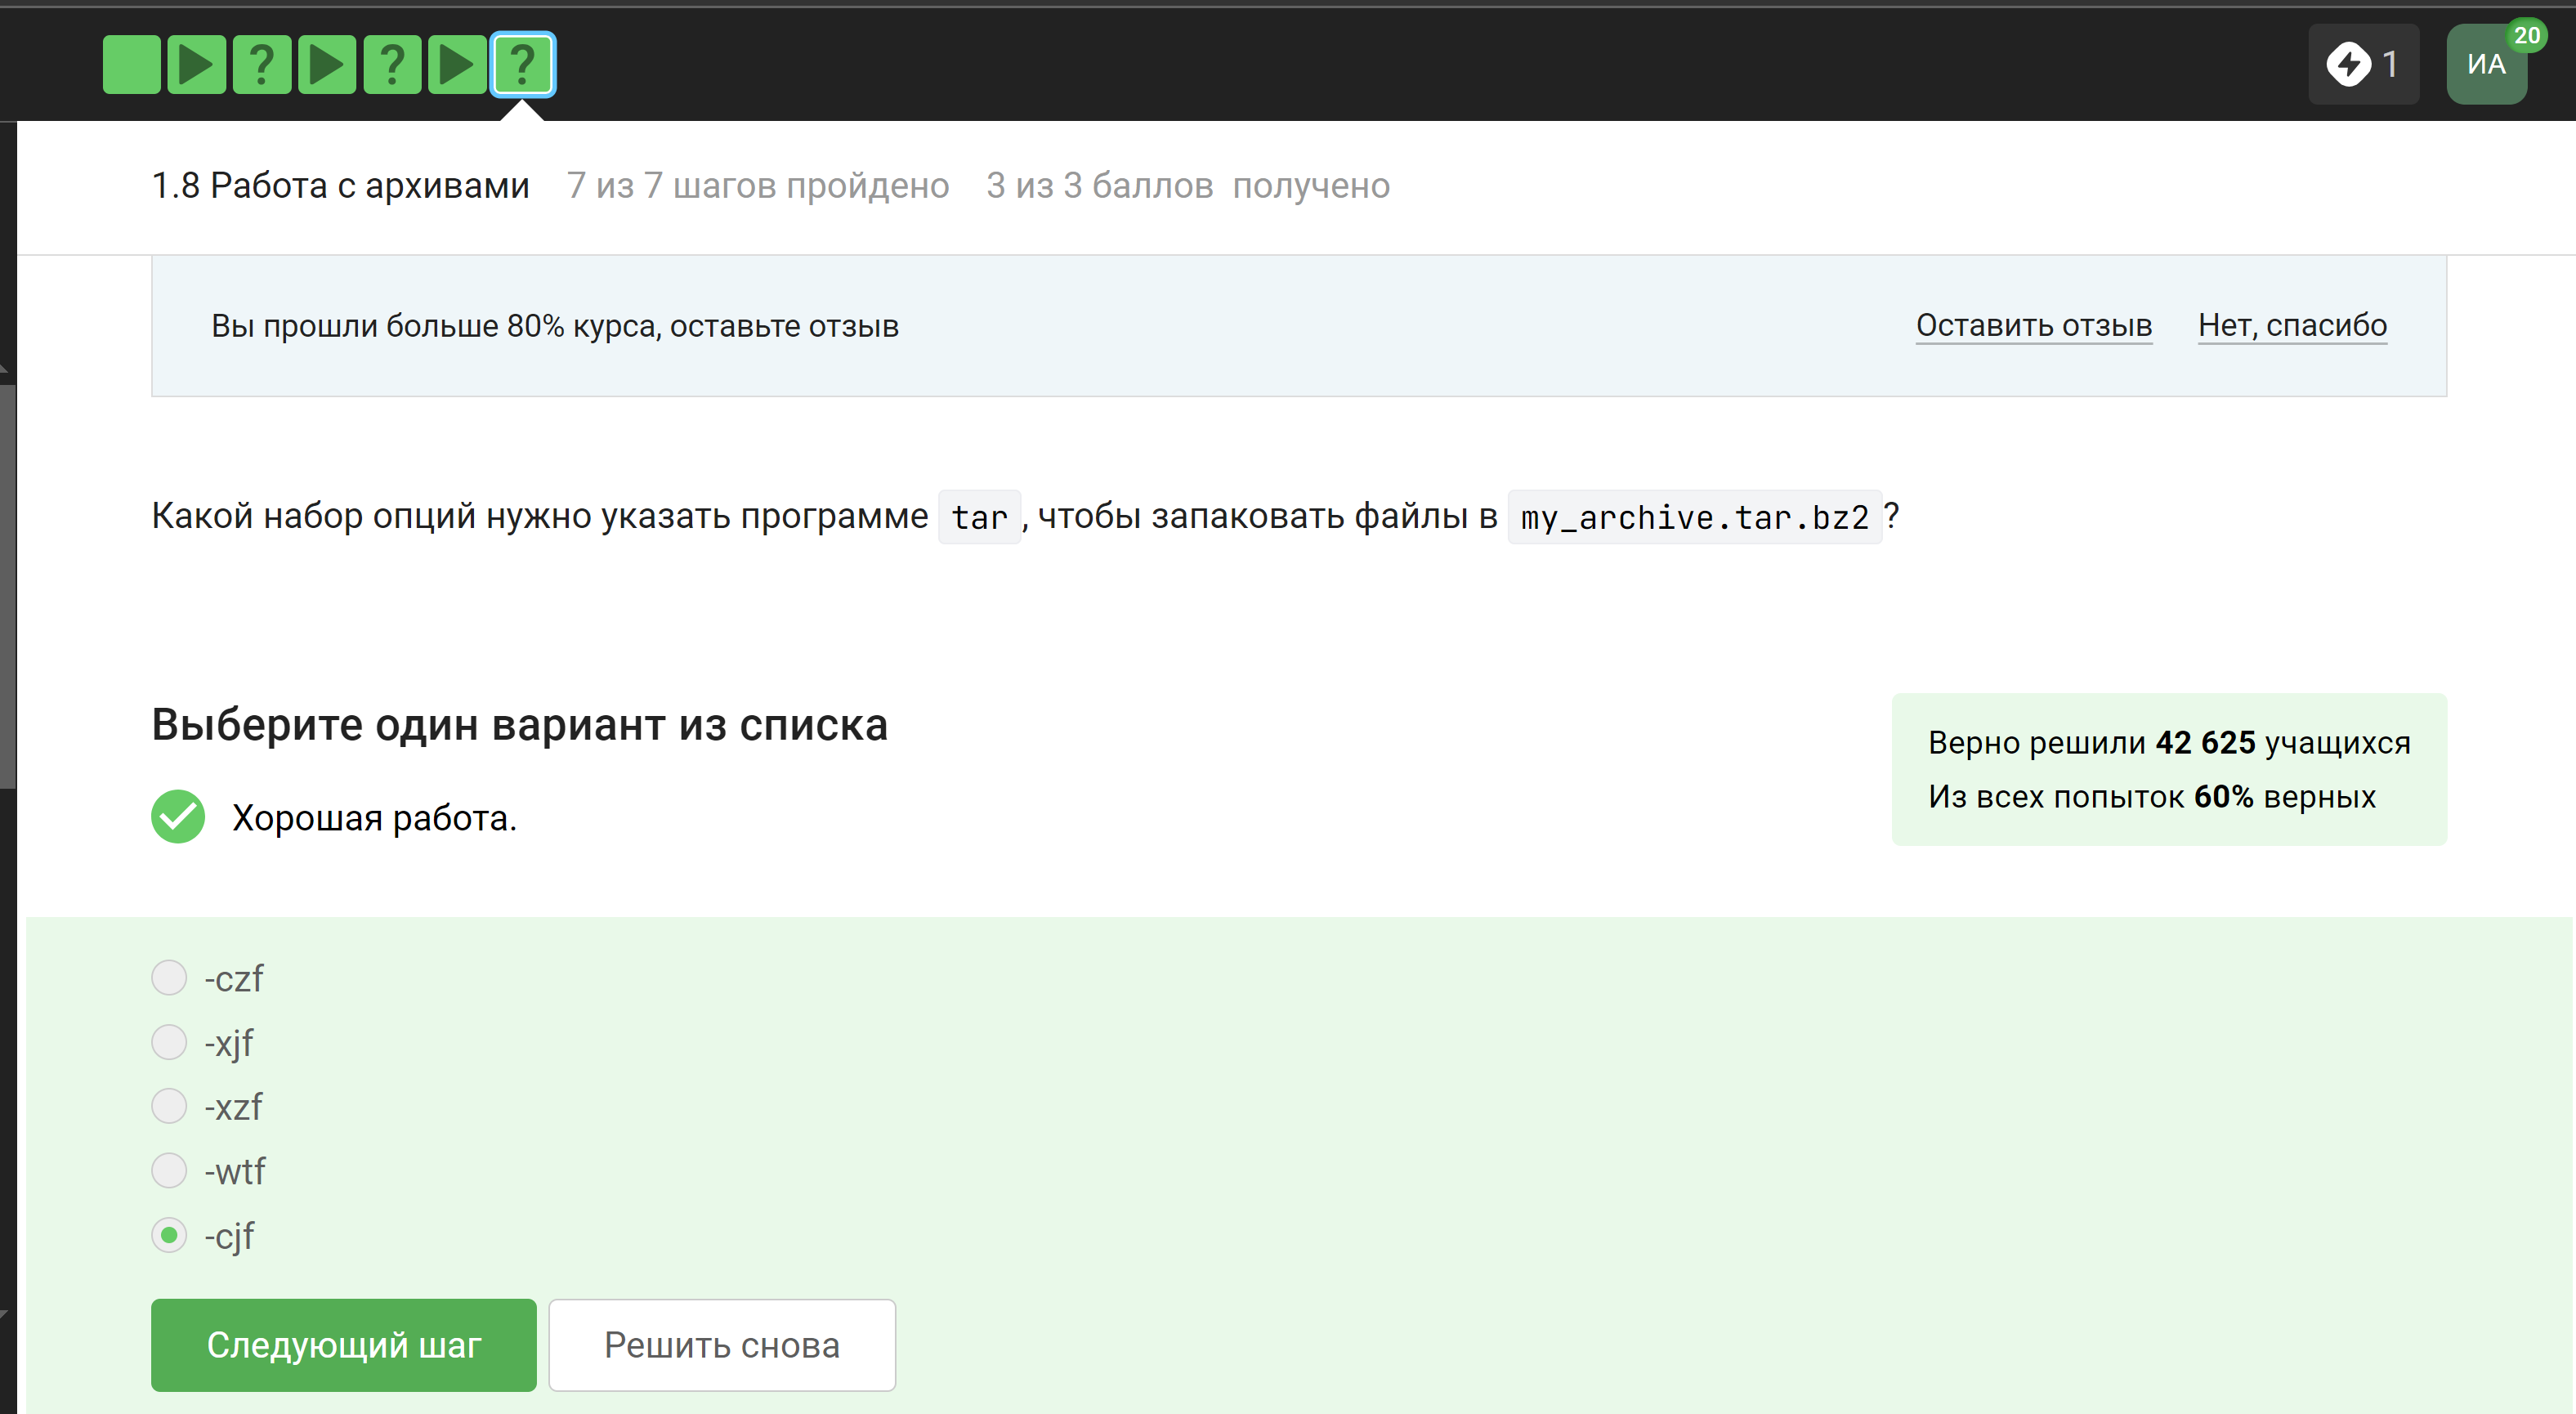 ? ? ?
1
ИА
20
1.8 Работа с архивами 7 из 7 шагов пройдено 3 из 3 баллов получено
Вы прошли больше 80% курса, оставьте отзыв Оставить отзыв Нет, спасибо
Какой набор опций нужно указать программе tar, чтобы запаковать файлы в my_archive.tar.bz2?
Выберите один вариант из списка
Хорошая работа.
Верно решили 42 625 учащихся
Из всех попыток 60% верных
-czf
-xjf
-xzf
-wtf
-cjf
Следующий шаг Решить снова